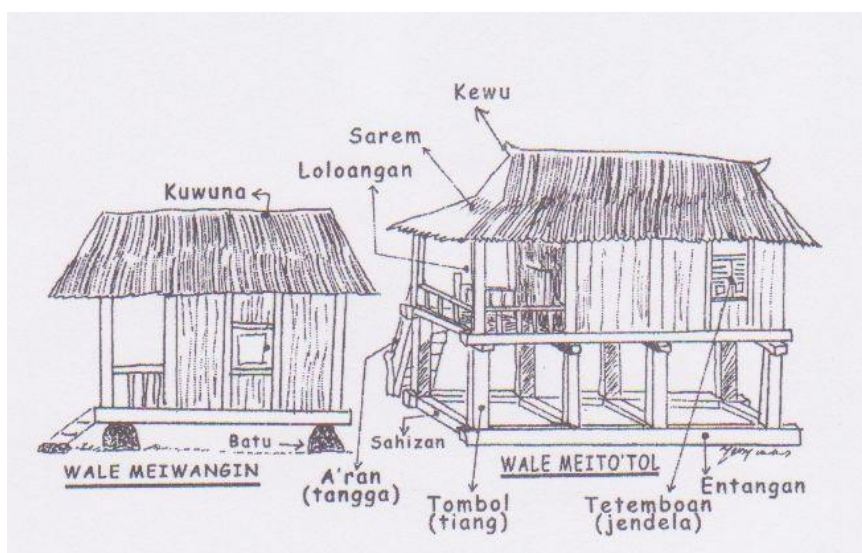 Kewu
Sarem
Loloangan
Kuwuna
Batu
WALE MEIWANGIN
Sahizan
WALE MEITO'TOL
A'ran
(tangga)
Tombol
(tiang)
Tetemboan
(jendela)
Entangan